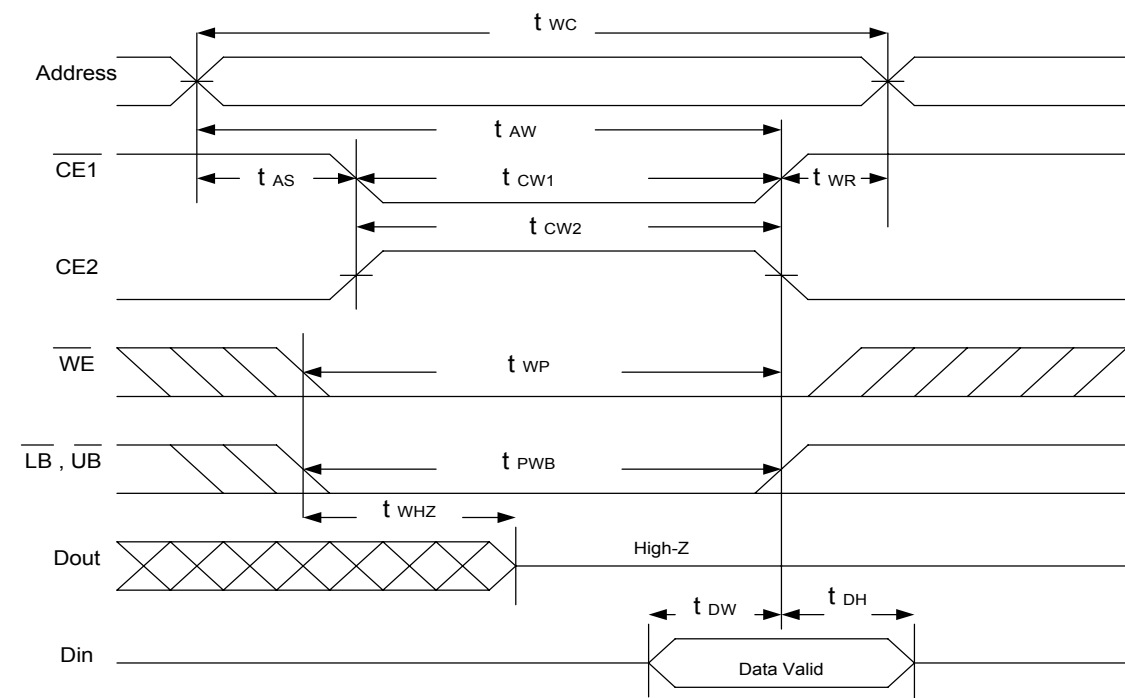 t WC
Address
t AW
CE1
t AS
t CW1
t WR
t CW2
CE2
WE
t WP
LB , UB
t PWB
t WHZ
Dout
High-Z
t DW
t DH
Din
Data Valid